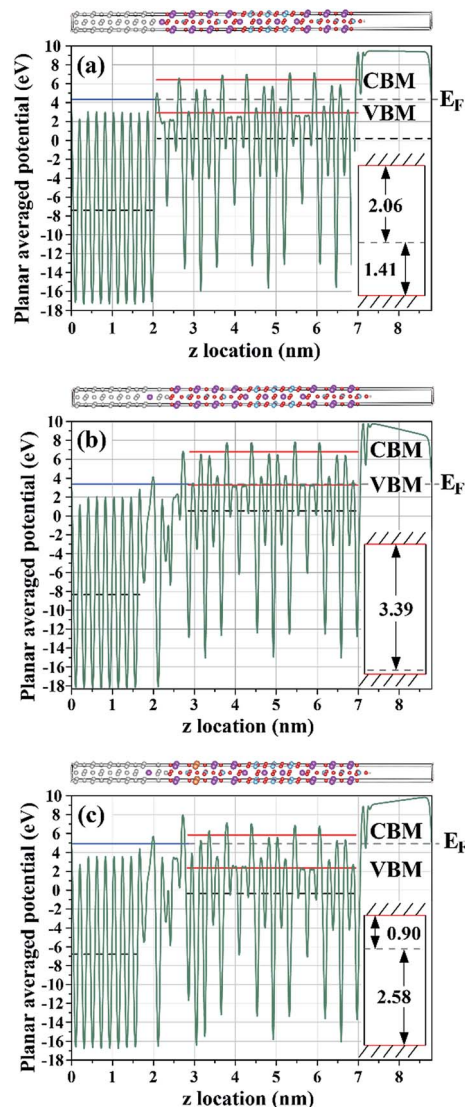 (a)
Planar averaged potential (eV)
10
8
6
4
2
0
-2
-4
-6
-8
-10
-12
-14
-16
-18
CBM
E_F
VBM
2.06
1.41
0 1 2 3 4 5 6 7 8
z location (nm)
(b)
Planar averaged potential (eV)
10
8
6
4
2
0
-2
-4
-6
-8
-10
-12
-14
-16
-18
CBM
VBM
E_F
3.39
0 1 2 3 4 5 6 7 8
z location (nm)
(c)
Planar averaged potential (eV)
10
8
6
4
2
0
-2
-4
-6
-8
-10
-12
-14
-16
-18
CBM
E_F
VBM
0.90
2.58
0 1 2 3 4 5 6 7 8
z location (nm)